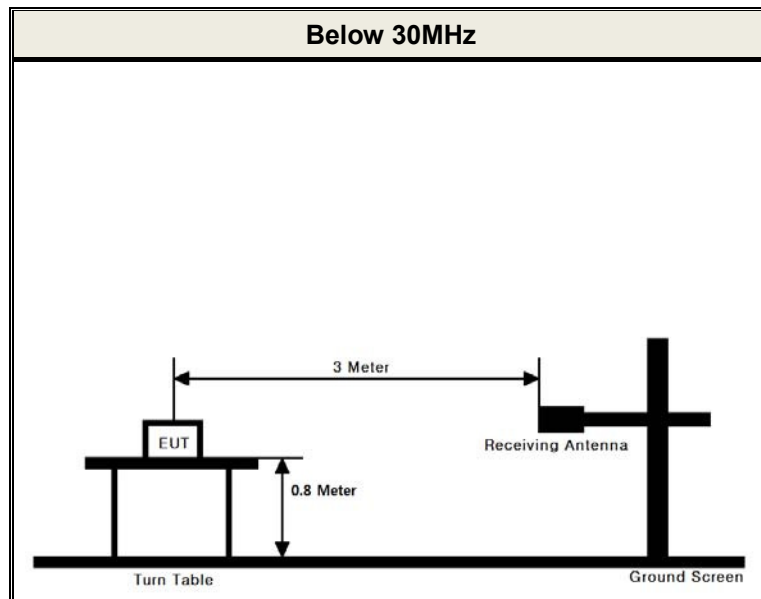 Below 30MHz
3 Meter
EUT
Receiving Antenna
0.8 Meter
Turn Table
Ground Screen